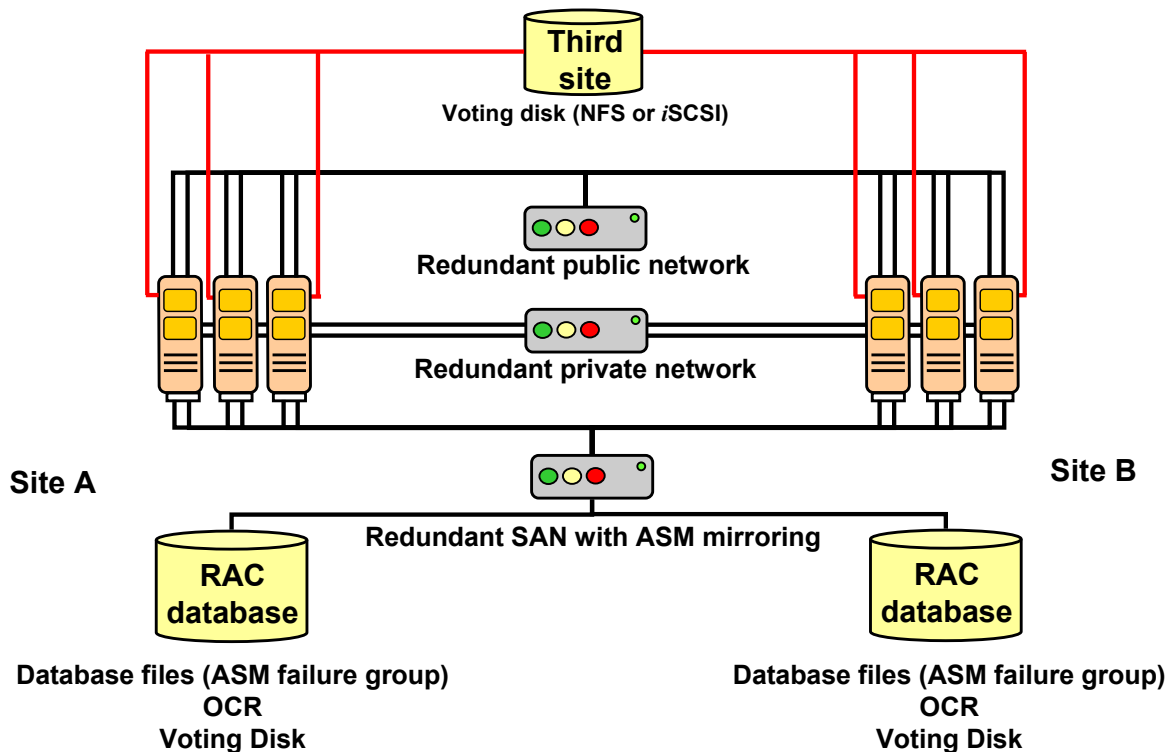 Third
site
Voting disk (NFS or iSCSI)
Redundant public network
Redundant private network
Site A
Site B
Redundant SAN with ASM mirroring
RAC
database
RAC
database
Database files (ASM failure group)
OCR
Voting Disk
Database files (ASM failure group)
OCR
Voting Disk